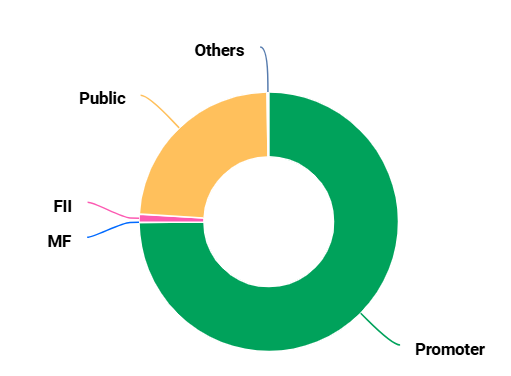 Others
Public
FII
MF
Promoter